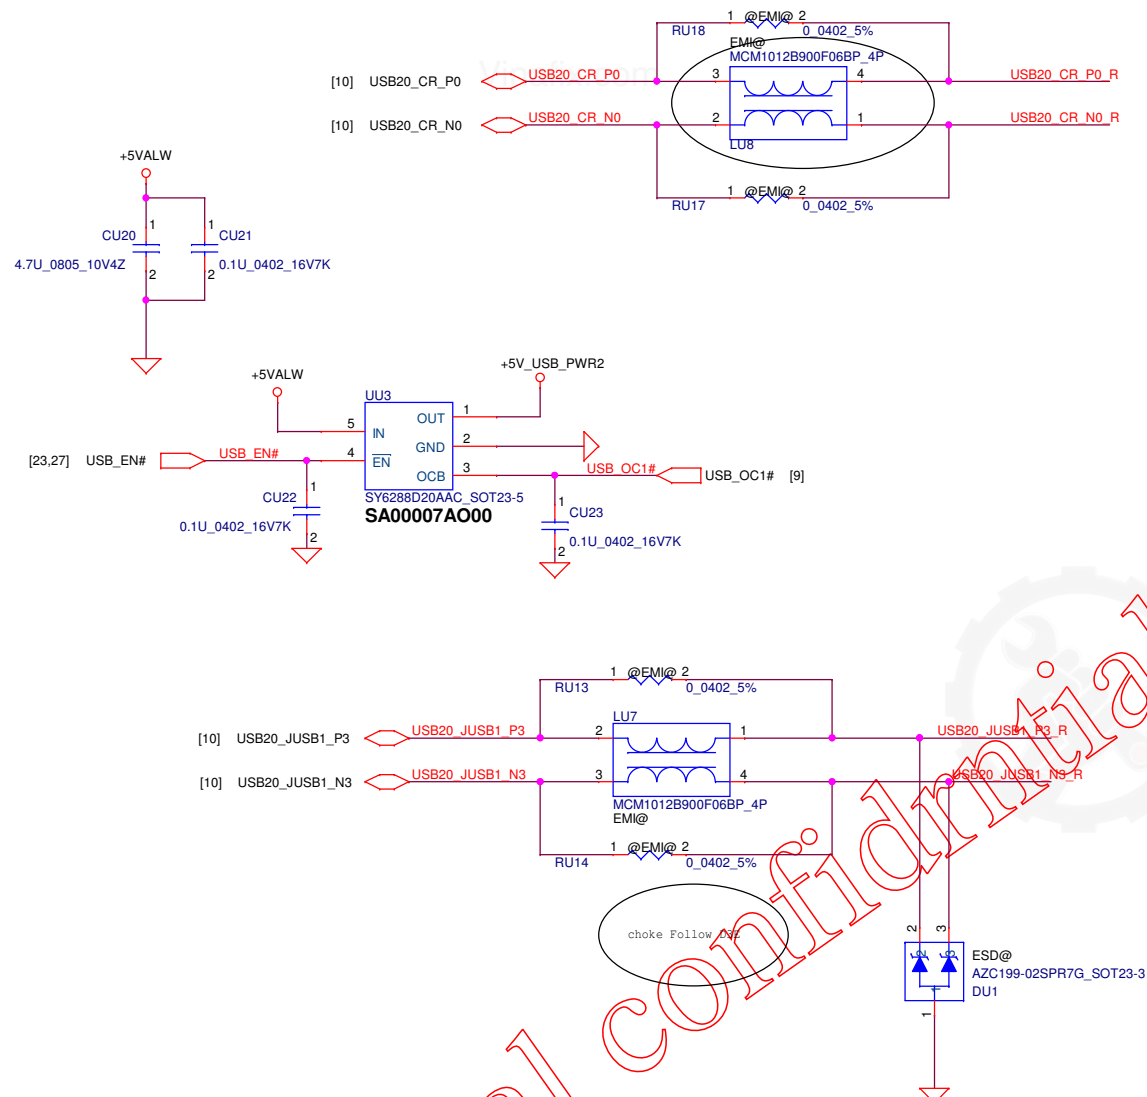 1 @EMI@ 2
RU18 0_0402_5%
EMI@
MCM1012B900F06BP_4P
[10] USB20_CR_P0 USB20_CR_P0 3 4 USB20_CR_P0_R
[10] USB20_CR_N0 USB20_CR_N0 2 1 USB20_CR_N0_R
LU8
1 @EMI@ 2
RU17 0_0402_5%
+5VALW
1 1
CU20 CU21
4.7U_0805_10V4Z 0.1U_0402_16V7K
2 2
+5VALW
+5V_USB_PWR2
UU3
5 IN OUT 1
GND 2
[23,27] USB_EN# USB_EN# 4 EN
OCB 3 USB_OC1# USB_OC1# [9]
SY6288D20AAC_SOT23-5
SA00007AO00
1
CU22
0.1U_0402_16V7K
2
1
CU23
0.1U_0402_16V7K
2
1 @EMI@ 2
RU13 0_0402_5%
LU7
[10] USB20_JUSB1_P3 USB20_JUSB1_P3 2 1 USB20_JUSB1_P3_R
[10] USB20_JUSB1_N3 USB20_JUSB1_N3 3 4 USB20_JUSB1_N3_R
MCM1012B900F06BP_4P
EMI@
1 @EMI@ 2
RU14 0_0402_5%
choke Follow
2 3
2 3
1
ESD@
AZC199-02SPR7G_SOT23-3
DU1
1